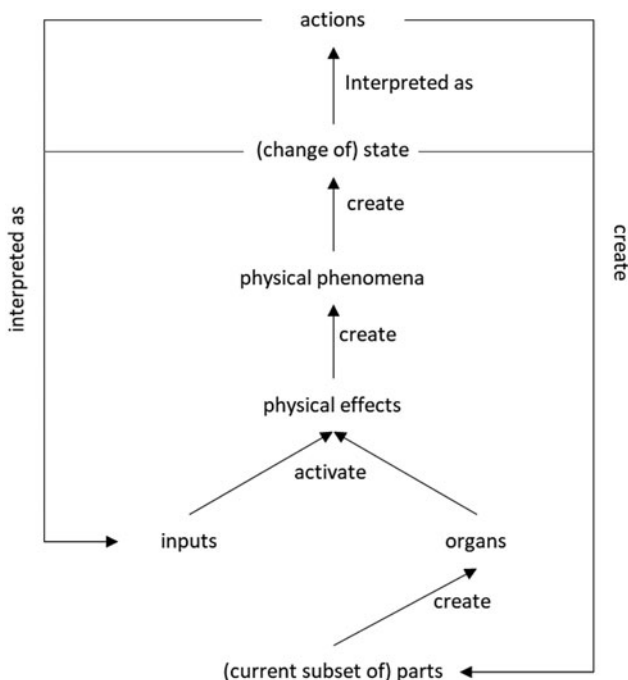 actions
Interpreted as
(change of) state
create
physical phenomena
create
physical effects
activate
inputs
organs
create
(current subset of) parts
interpreted as
create